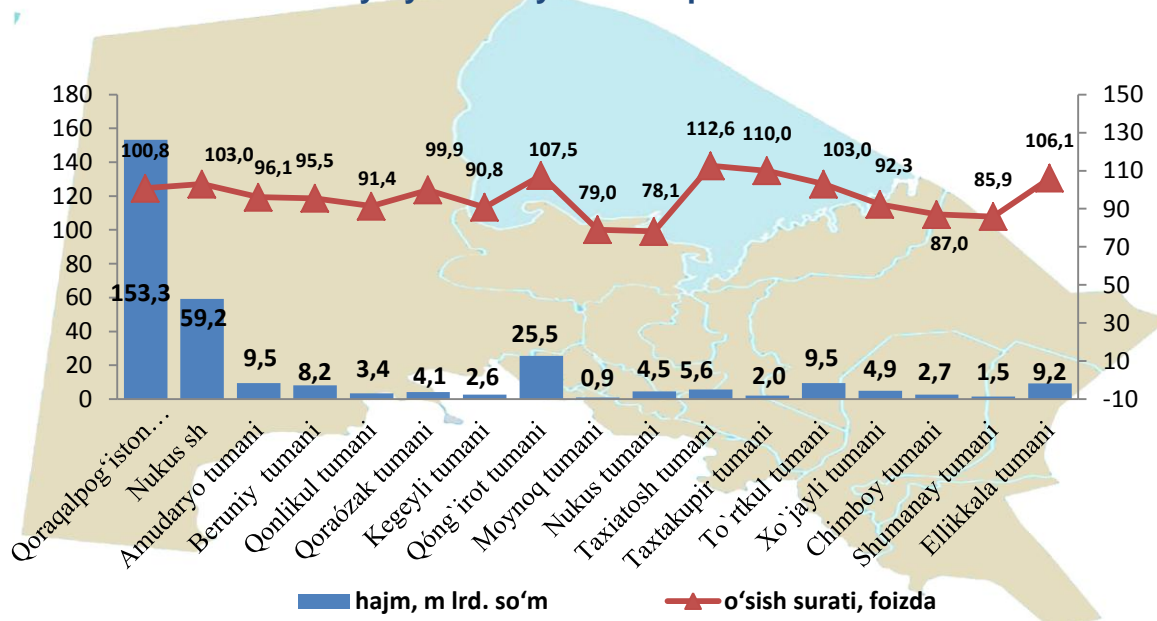 180
160
140
120
100
80
60
40
20
0
150
130
110
90
70
50
30
10
-10
100,8
103,0
96,1
95,5
91,4
99,9
90,8
107,5
79,0
78,1
112,6
110,0
103,0
92,3
87,0
85,9
106,1
153,3
59,2
9,5
8,2
3,4
4,1
2,6
25,5
0,9
4,5
5,6
2,0
9,5
4,9
2,7
1,5
9,2
Qoraqalpog‘iston…
Nukus sh
Amudaryo tumani
Beruniy tumani
Qonlikul tumani
Qoraózak tumani
Kegeyli tumani
Qóng`irot tumani
Moynoq tumani
Nukus tumani
Taxiatosh tumani
Taxtakupir tumani
To`rtkul tumani
Xo`jayli tumani
Chimboy tumani
Shumanay tumani
Ellikkala tumani
hajm, m lrd. so‘m
o‘sish surati, foizda